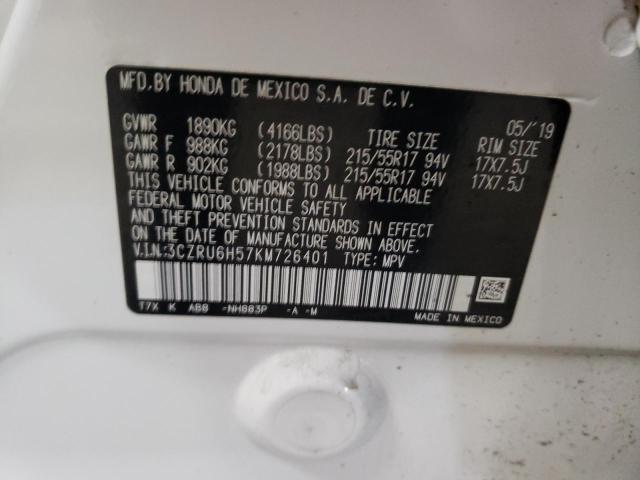 MFD.BY HONDA DE MEXICO S.A. DE C.V.
05/'19
GVWR 1890KG (4166LBS) TIRE SIZE RIM SIZE
GAWR F 988KG (2178LBS) 215/55R17 94V 17X7.5J
GAWR R 902KG (1988LBS) 215/55R17 94V 17X7.5J
THIS VEHICLE CONFORMS TO ALL APPLICABLE
FEDERAL MOTOR VEHICLE SAFETY
AND THEFT PREVENTION STANDARDS IN EFFECT
ON THE DATE OF MANUFACTURE SHOWN ABOVE.
V.I.N:3CZRU6H57KM726401 TYPE: MPV
T7X K AB8 -NH883P -A -M
MADE IN MEXICO